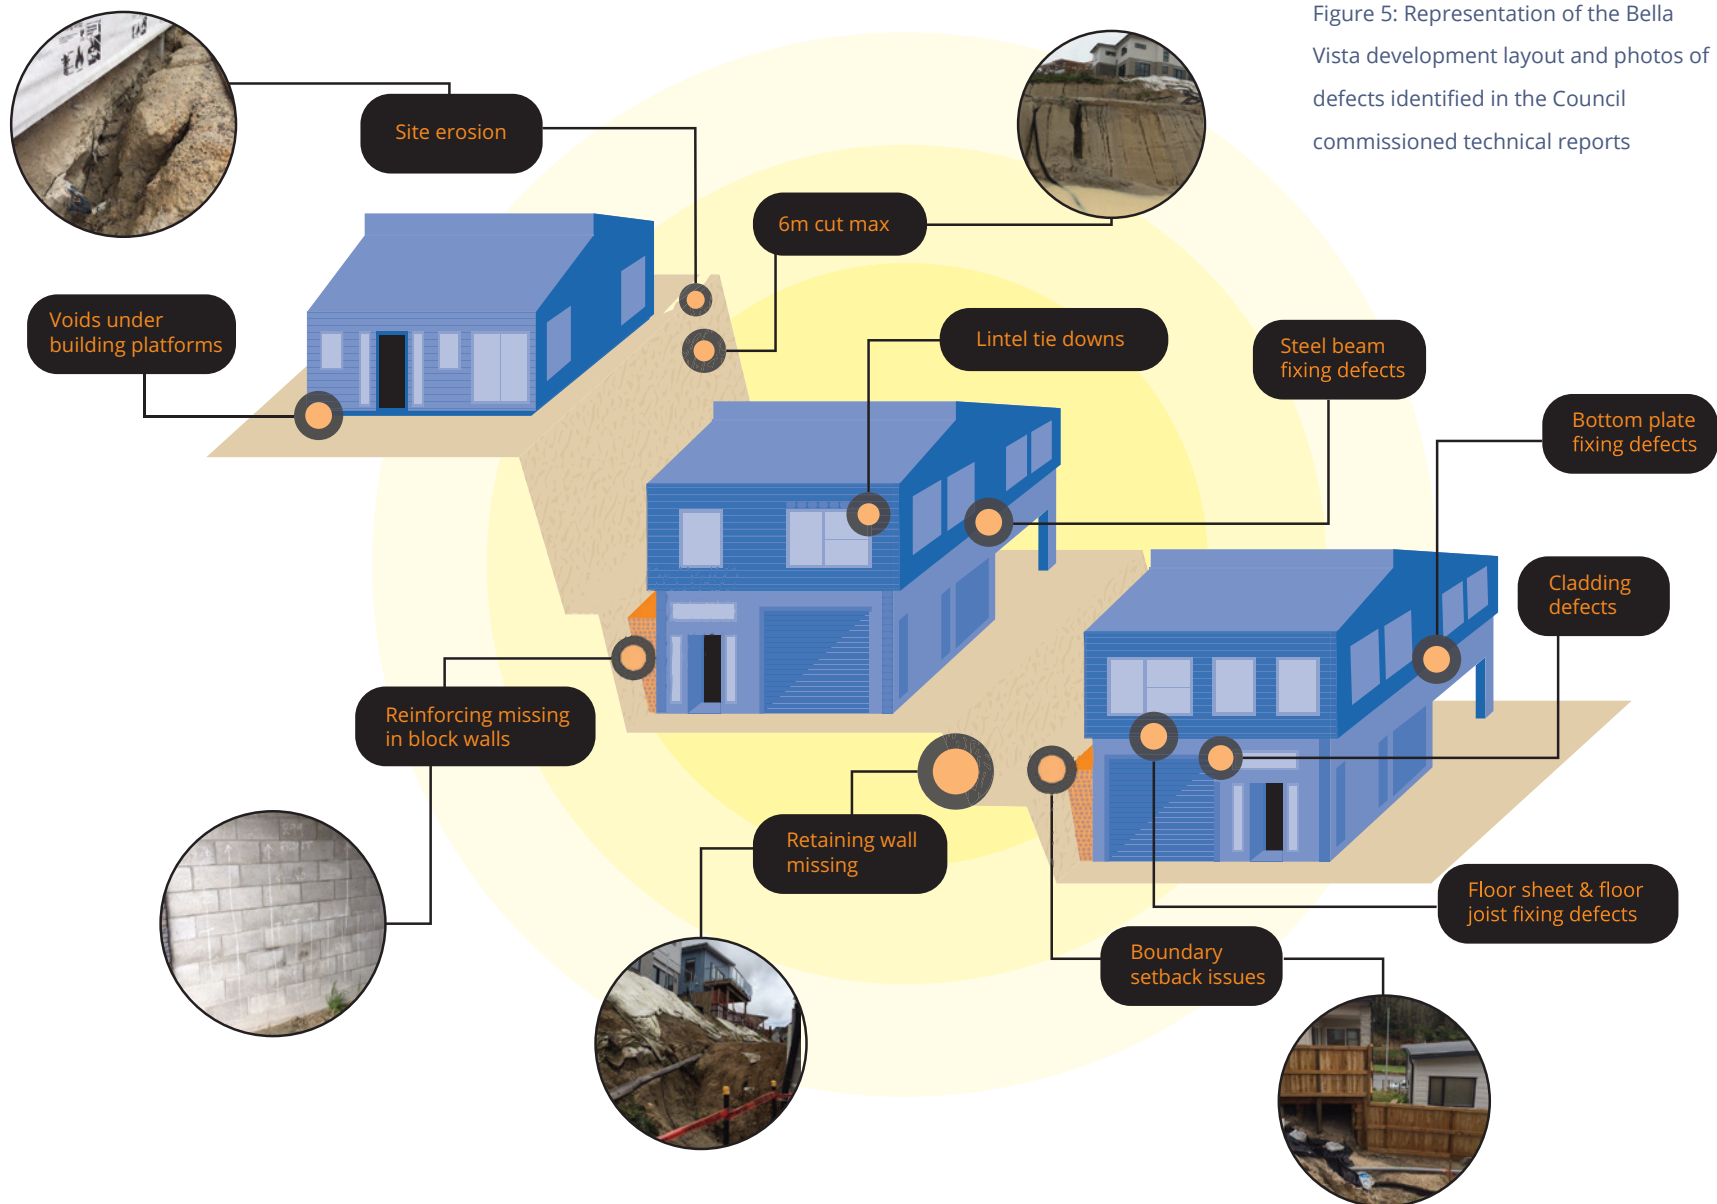 Figure 5: Representation of the Bella
Vista development layout and photos of
defects identified in the Council
commissioned technical reports
Site erosion
6m cut max
Voids under
building platforms
Lintel tie downs
Steel beam
fixing defects
Bottom plate
fixing defects
Cladding
defects
Reinforcing missing
in block walls
Retaining wall
missing
Floor sheet & floor
joist fixing defects
Boundary
setback issues